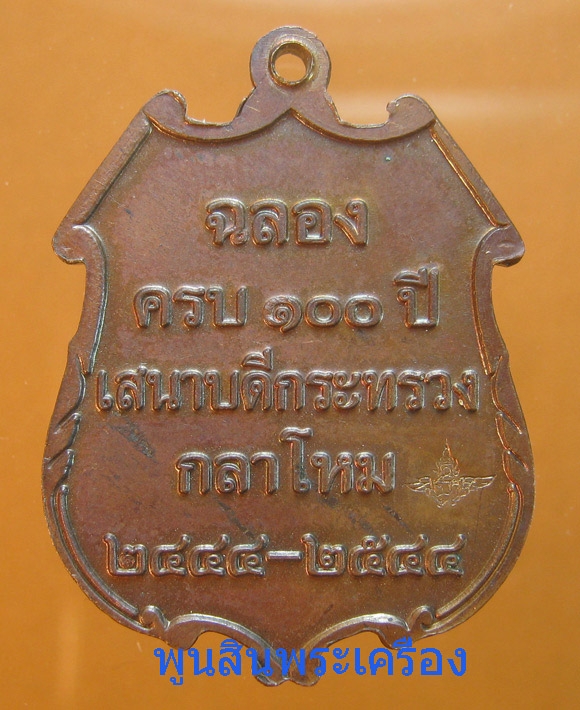 ฉลอง
ครบ ๑๐๐ ปี
เสนาบดีกระทรวง
กลาโหม
๒๔๔๔-๒๕๔๔
พูนสินพระเครื่อง